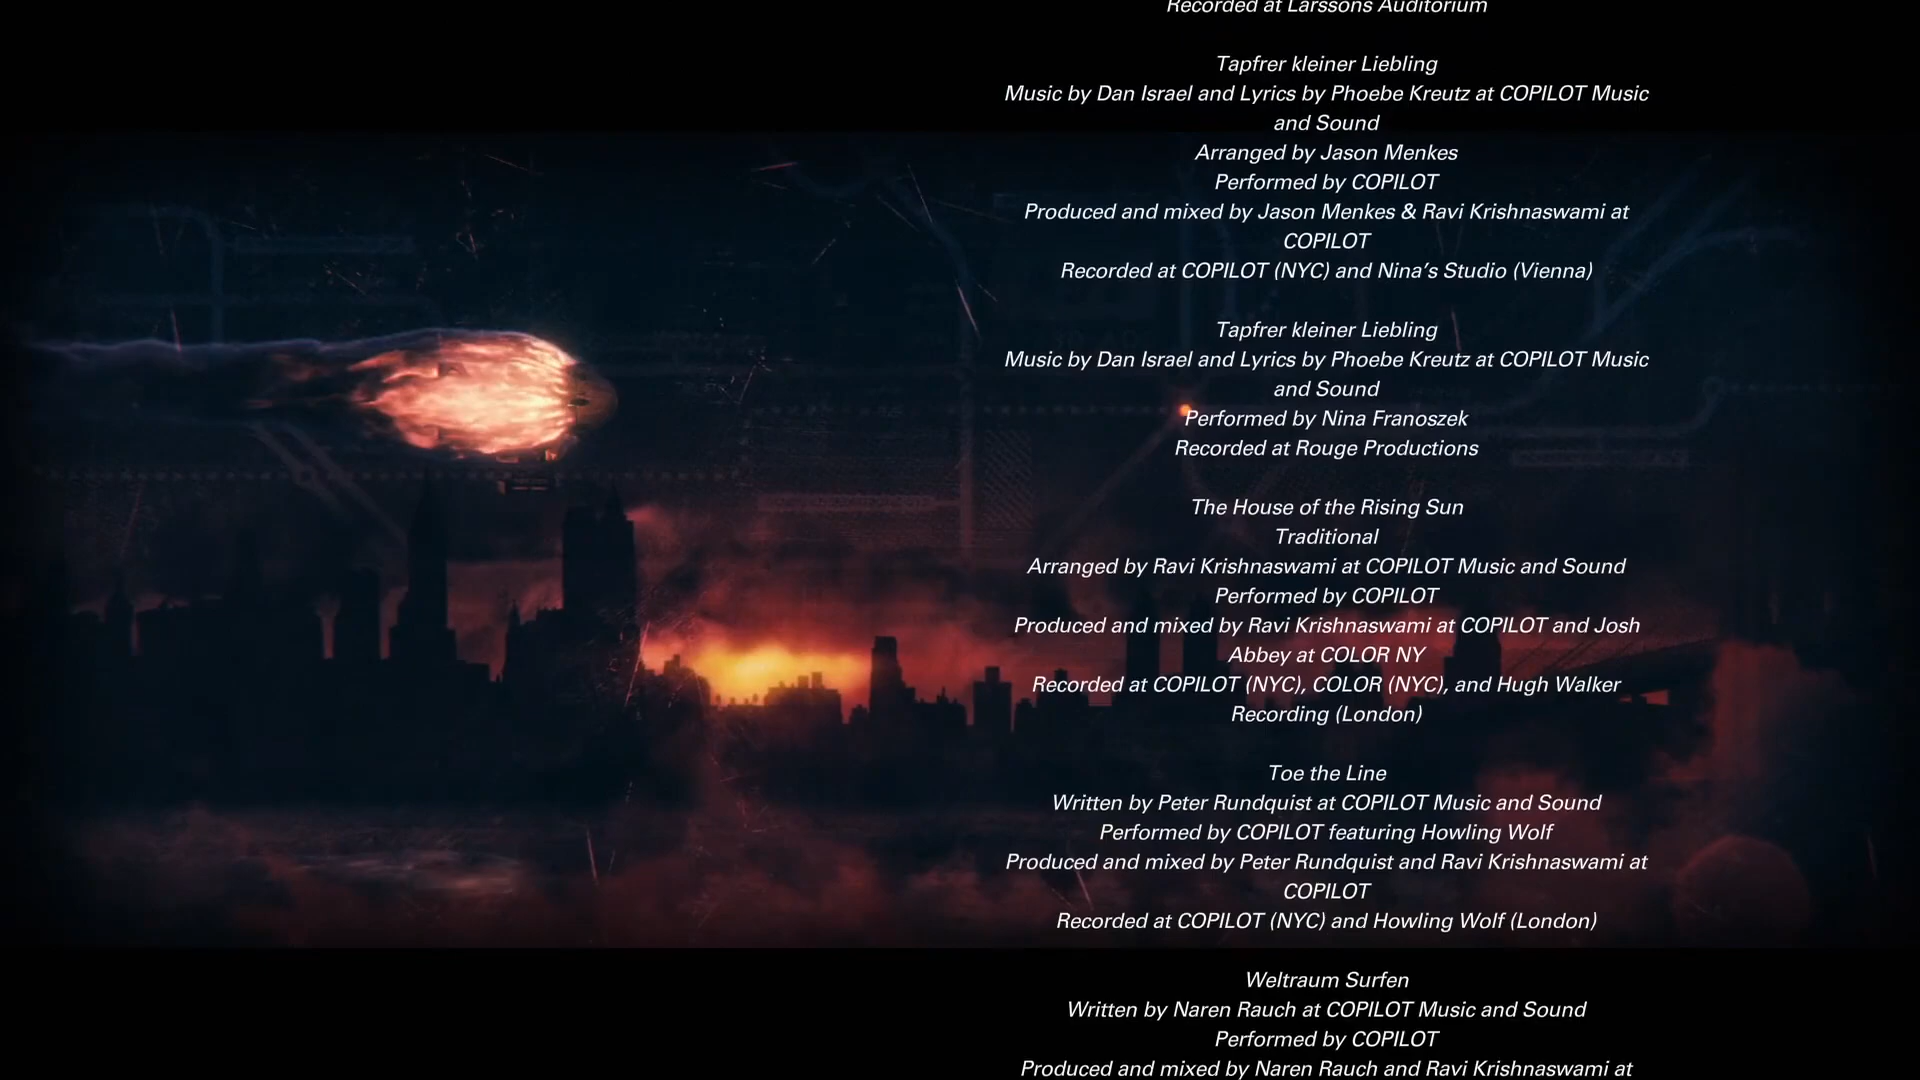 Recorded at Larssons Auditorium
Tapfrer kleiner Liebling
Music by Dan Israel and Lyrics by Phoebe Kreutz at COPILOT Music
and Sound
Arranged by Jason Menkes
Performed by COPILOT
Produced and mixed by Jason Menkes & Ravi Krishnaswami at
COPILOT
Recorded at COPILOT (NYC) and Nina’s Studio (Vienna)
Tapfrer kleiner Liebling
Music by Dan Israel and Lyrics by Phoebe Kreutz at COPILOT Music
and Sound
Performed by Nina Franoszek
Recorded at Rouge Productions
The House of the Rising Sun
Traditional
Arranged by Ravi Krishnaswami at COPILOT Music and Sound
Performed by COPILOT
Produced and mixed by Ravi Krishnaswami at COPILOT and Josh
Abbey at COLOR NY
Recorded at COPILOT (NYC), COLOR (NYC), and Hugh Walker
Recording (London)
Toe the Line
Written by Peter Rundquist at COPILOT Music and Sound
Performed by COPILOT featuring Howling Wolf
Produced and mixed by Peter Rundquist and Ravi Krishnaswami at
COPILOT
Recorded at COPILOT (NYC) and Howling Wolf (London)
Weltraum Surfen
Written by Naren Rauch at COPILOT Music and Sound
Performed by COPILOT
Produced and mixed by Naren Rauch and Ravi Krishnaswami at